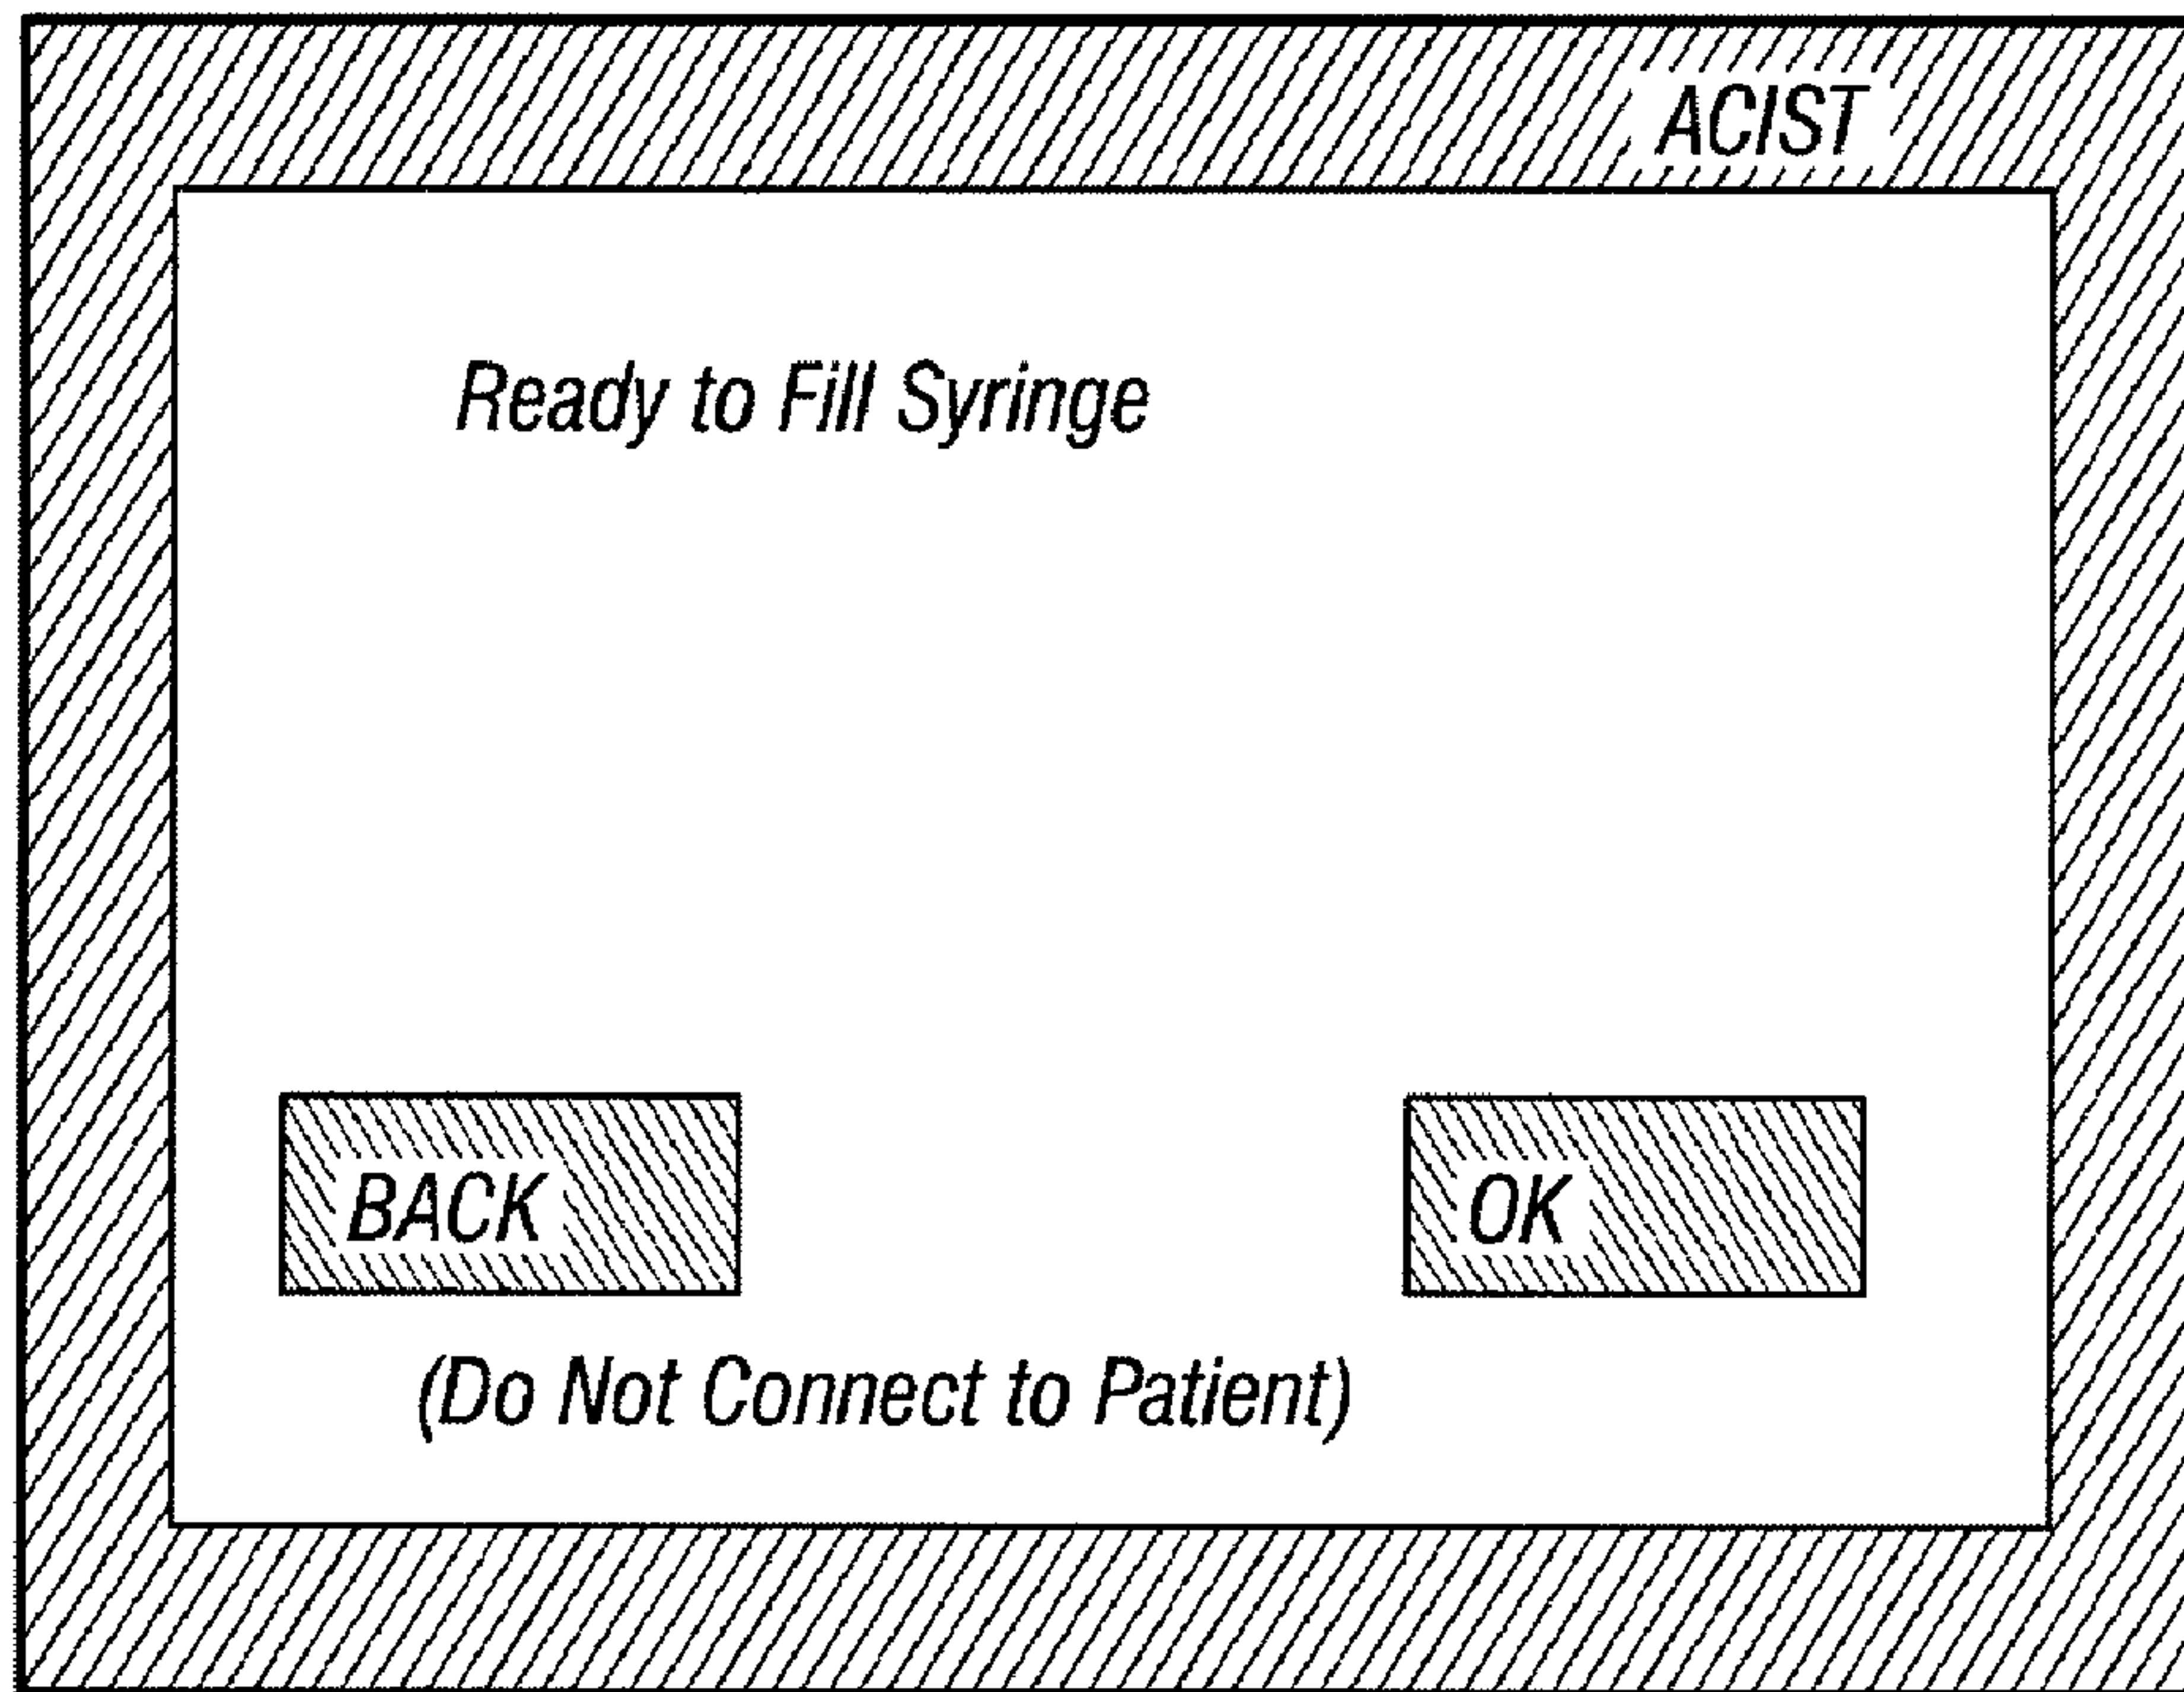 ACIST
Ready to Fill Syringe
BACK
OK
(Do Not Connect to Patient)